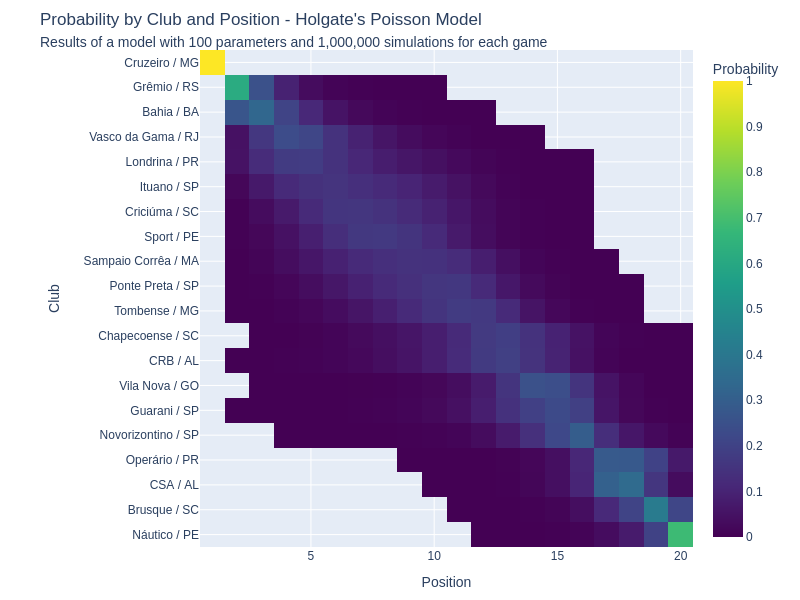 Probability by Club and Position - Holgate's Poisson Model
Results of a model with 100 parameters and 1,000,000 simulations for each game
Probability
Club
Cruzeiro / MG
Grêmio / RS
Bahia / BA
Vasco da Gama / RJ
Londrina / PR
Ituano / SP
Criciúma / SC
Sport / PE
Sampaio Corrêa / MA
Ponte Preta / SP
Tombense / MG
Chapecoense / SC
CRB / AL
Vila Nova / GO
Guarani / SP
Novorizontino / SP
Operário / PR
CSA / AL
Brusque / SC
Náutico / PE
5
10
15
20
Position
1
0.9
0.8
0.7
0.6
0.5
0.4
0.3
0.2
0.1
0